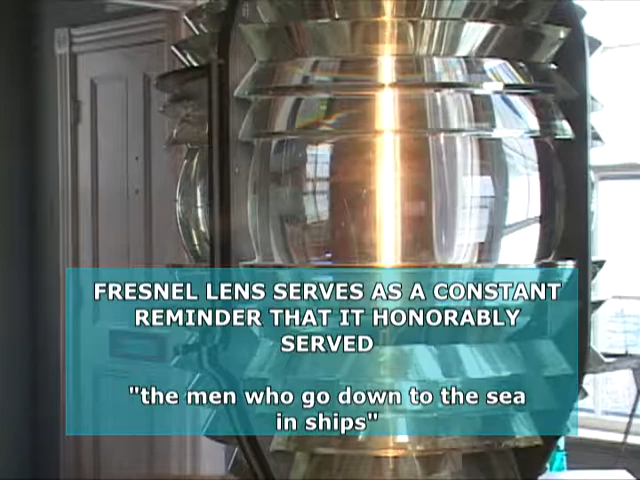 FRESNEL LENS SERVES AS A CONSTANT
REMINDER THAT IT HONORABLY
SERVED
"the men who go down to the sea
in ships"